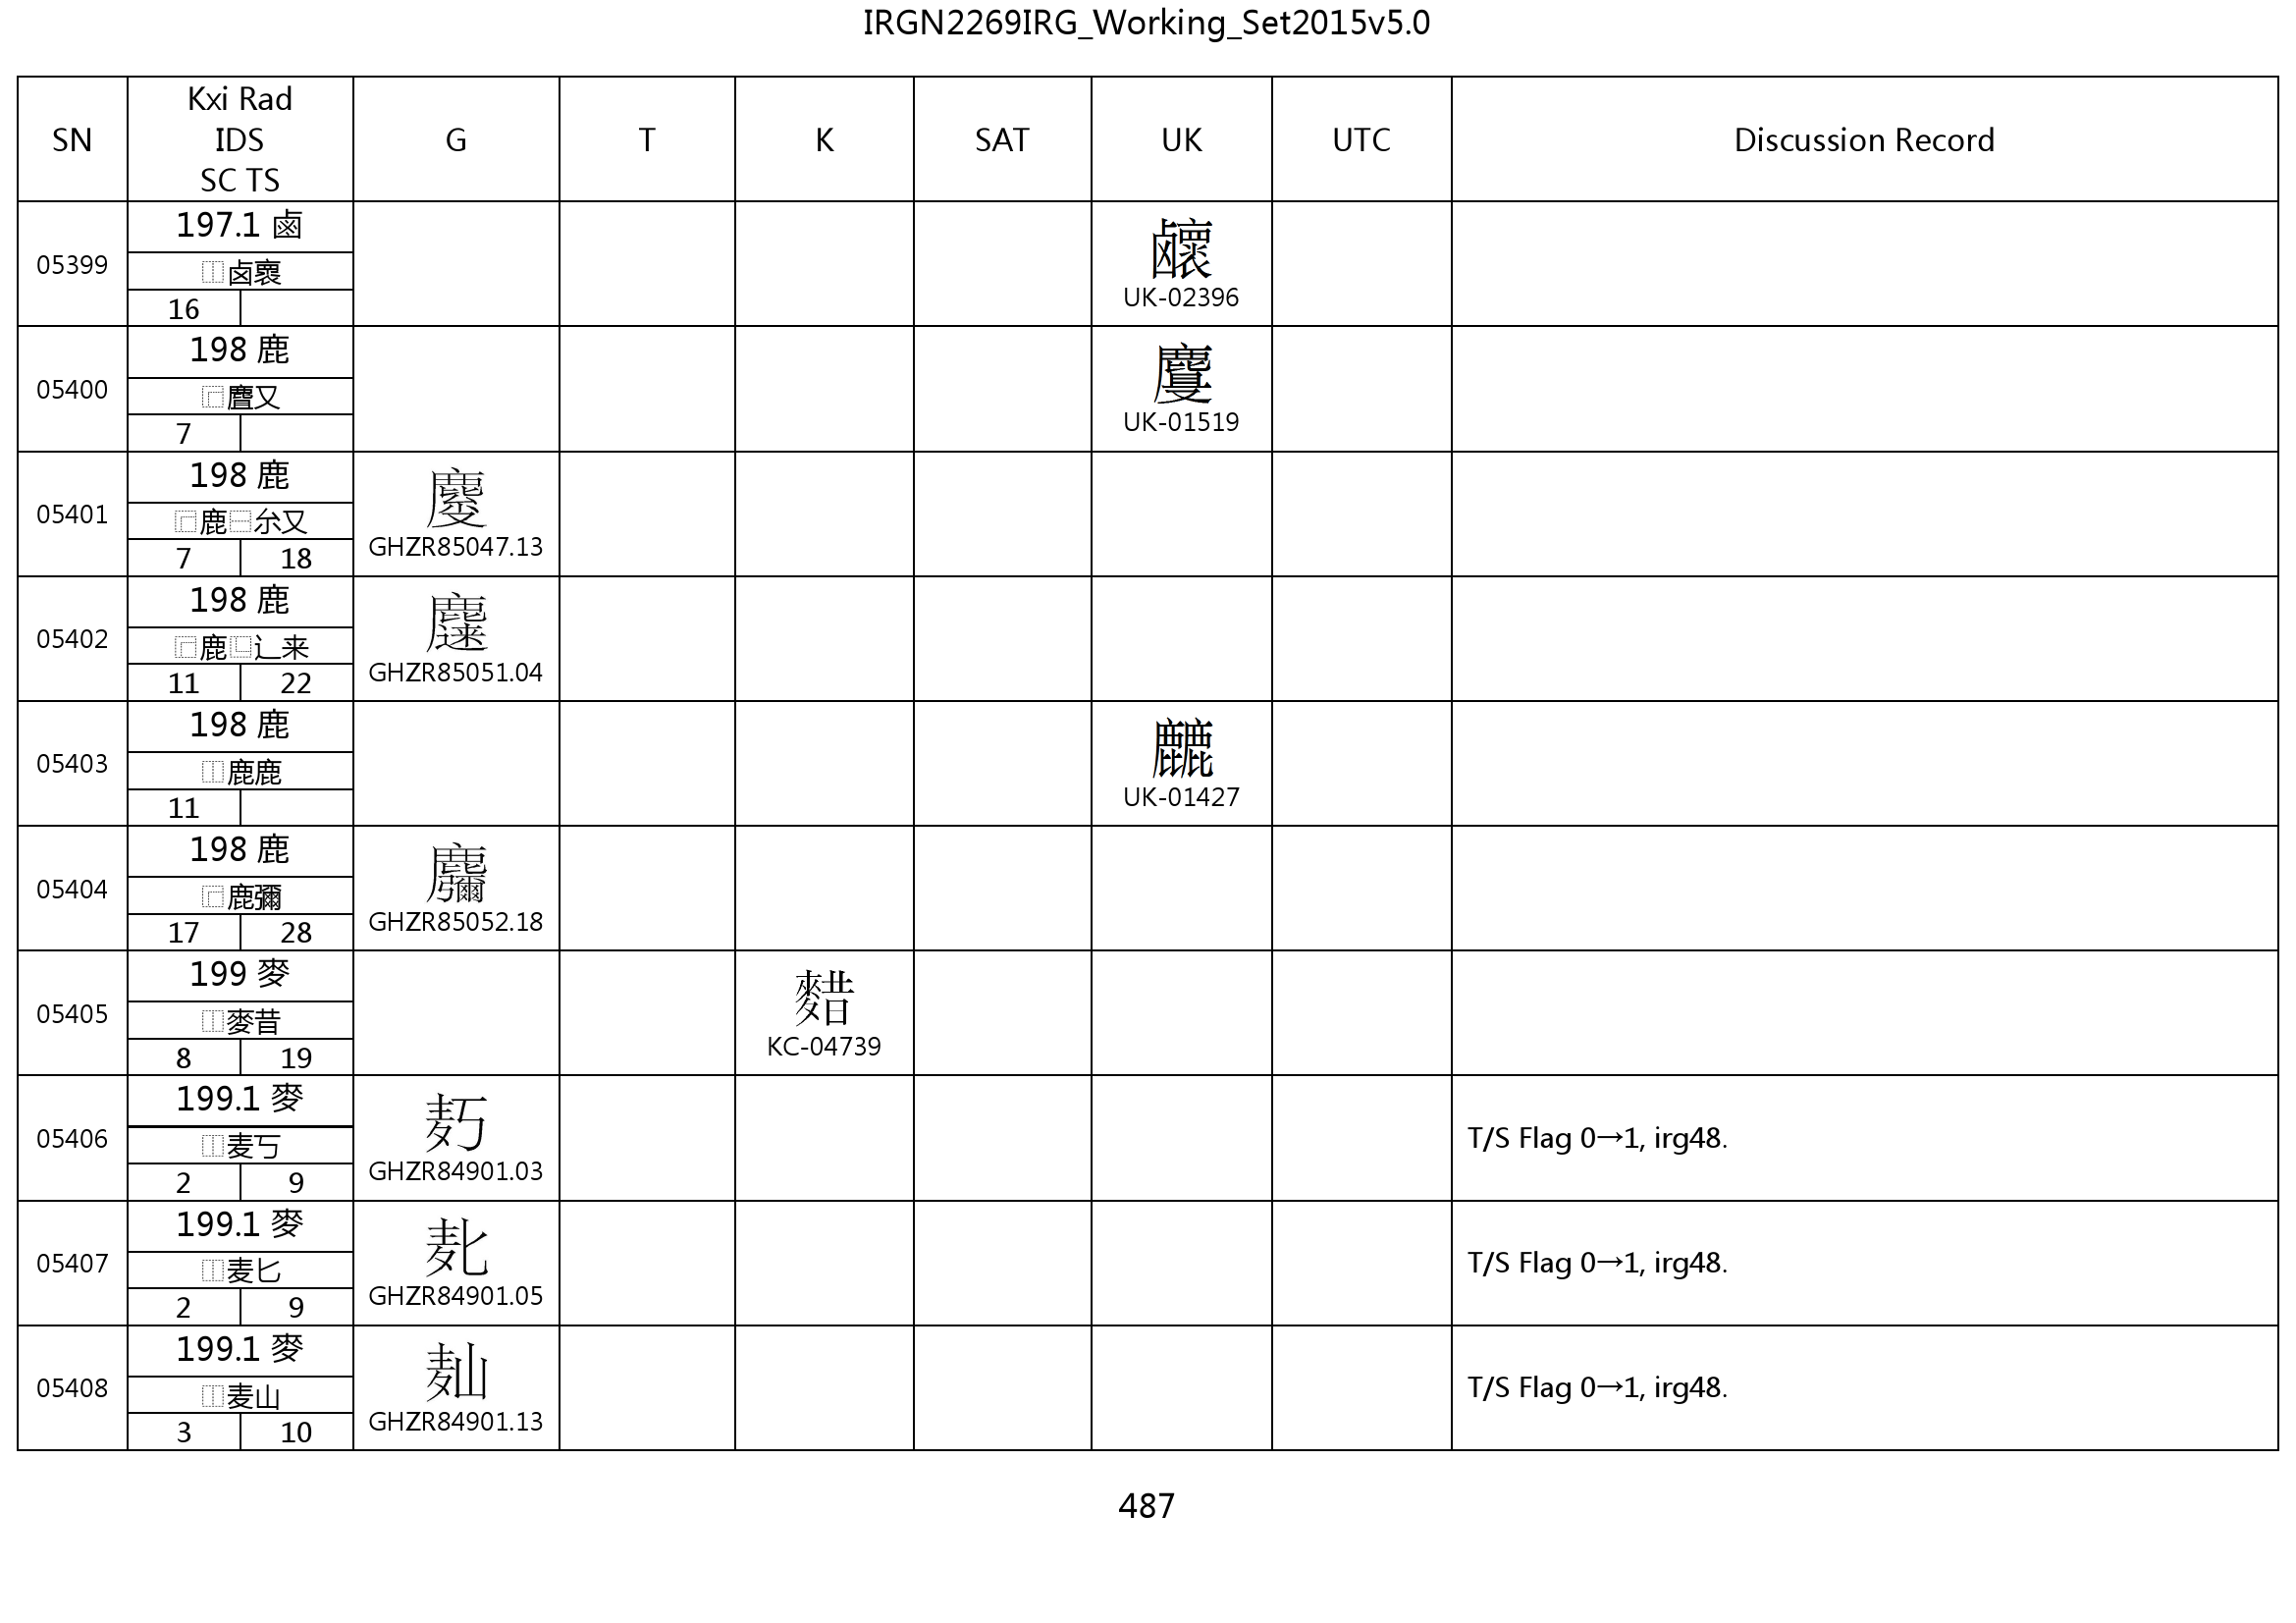 IRGN2269IRG_Working_Set2015v5.0
SN Kxi Rad IDS SC TS G T K SAT UK UTC Discussion Record
05399 197.1 鹵
⿰卤褱
16
UK-02396
05400 198 鹿
7
UK-01519
05401 198 鹿
⿸鹿⿱尒又
7 18
GHZR85047.13
05402 198 鹿
⿸鹿⿺辶来
11 22
GHZR85051.04
05403 198 鹿
⿰鹿鹿
11
UK-01427
05404 198 鹿
⿸鹿彌
17 28
GHZR85052.18
05405 199 麥
⿰麥昔
8 19
KC-04739
05406 199.1 麥
⿰麦丂
2 9
GHZR84901.03
T/S Flag 0→1, irg48.
05407 199.1 麥
⿰麦匕
2 9
GHZR84901.05
T/S Flag 0→1, irg48.
05408 199.1 麥
⿰麦山
3 10
GHZR84901.13
T/S Flag 0→1, irg48.
487